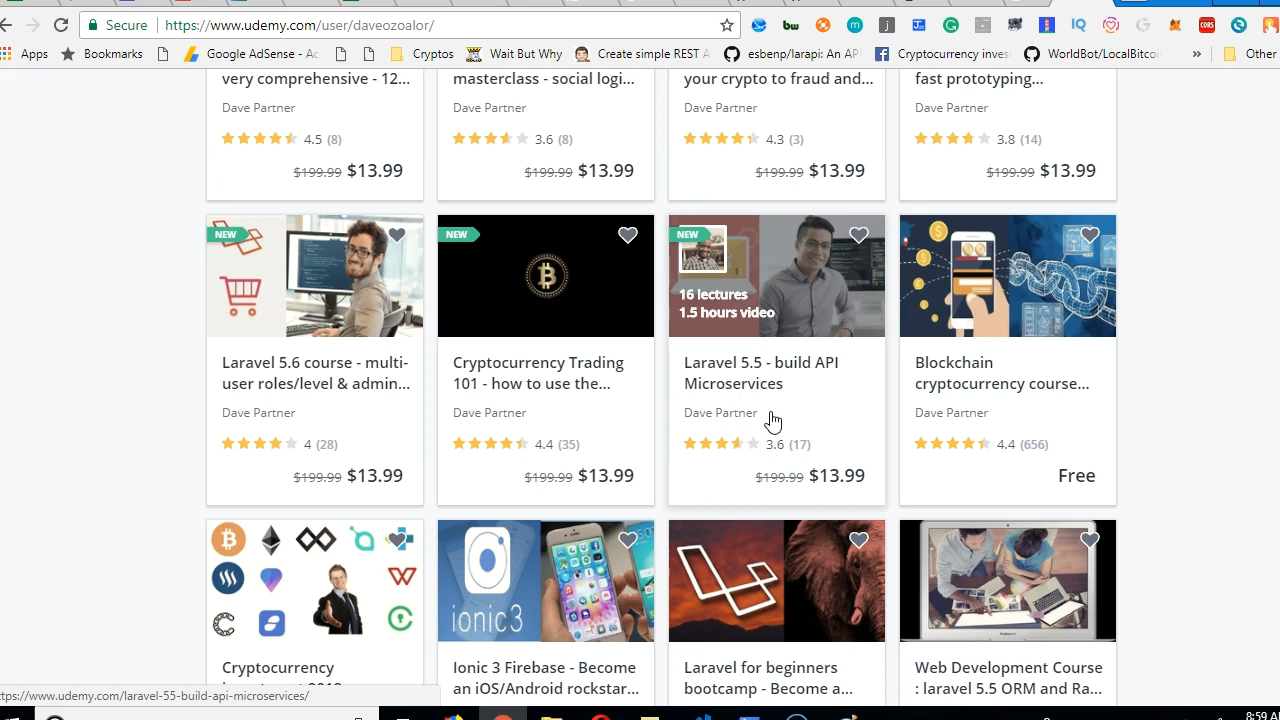 Secure
https://www.udemy.com/user/daveozoalor/
Apps
Bookmarks
Google AdSense - Ac
Cryptos
Wait But Why
Create simple REST
esbenp/larapi: An AP
Cryptocurrency inves
WorldBot/LocalBitcoi
»
Other
very comprehensive - 12...
Dave Partner
4.5 (8)
$199.99 $13.99
masterclass - social logi...
Dave Partner
3.6 (8)
$199.99 $13.99
your crypto to fraud and...
Dave Partner
4.3 (3)
$199.99 $13.99
fast prototyping...
Dave Partner
3.8 (14)
$199.99 $13.99
NEW
Laravel 5.6 course - multi-
user roles/level & admin...
Dave Partner
4 (28)
$199.99 $13.99
NEW
Cryptocurrency Trading
101 - how to use the...
Dave Partner
4.4 (35)
$199.99 $13.99
NEW
16 lectures
1.5 hours video
Laravel 5.5 - build API
Microservices
Dave Partner
3.6 (17)
$199.99 $13.99
Blockchain
cryptocurrency course...
Dave Partner
4.4 (656)
Free
Cryptocurrency
ionic3
Ionic 3 Firebase - Become
an iOS/Android rockstar...
Laravel for beginners
bootcamp - Become a...
Web Development Course
: laravel 5.5 ORM and Ra...
ttps://www.udemy.com/laravel-55-build-api-microservices/
8:59 A